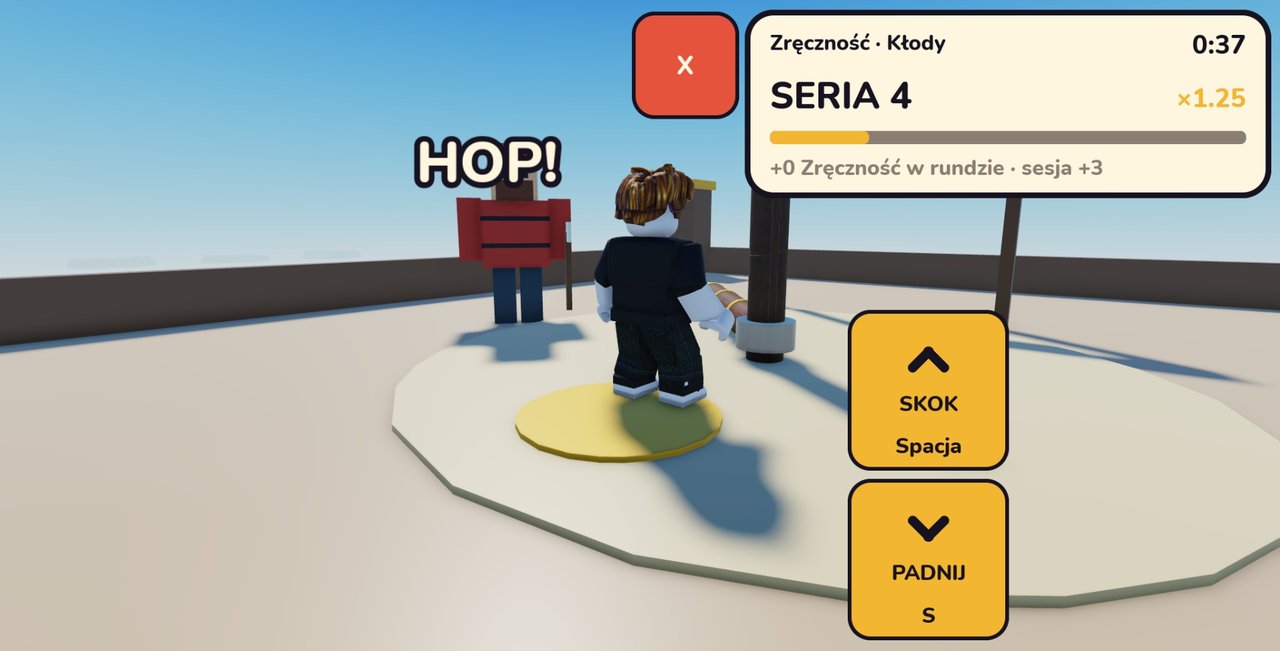 X
Zręczność · Kłody
0:37
SERIA 4
×1.25
+0 Zręczność w rundzie · sesja +3
HOP!
SKOK
Spacja
PADNIJ
S